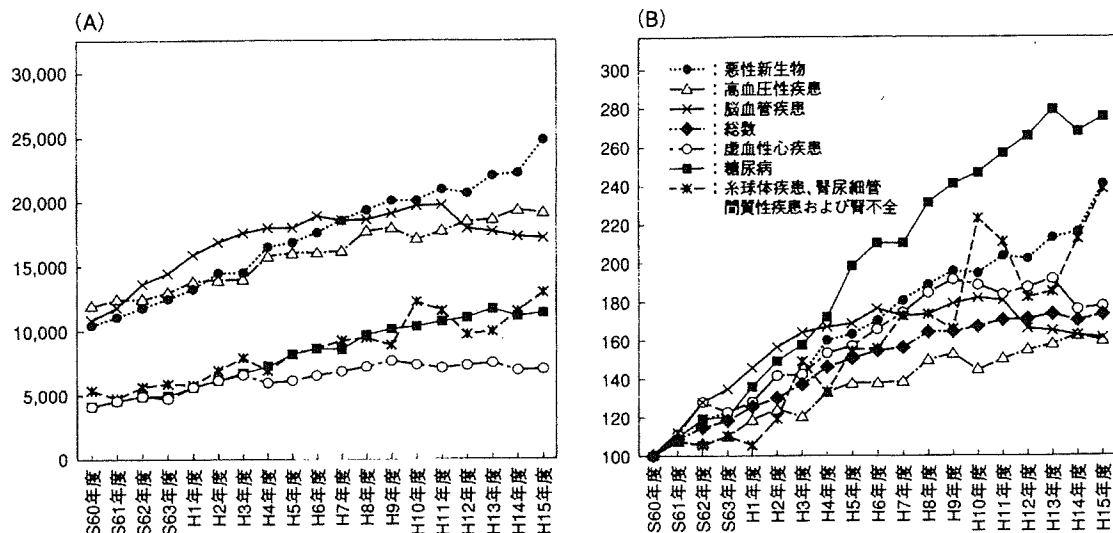 (A)
30,000
25,000
20,000
15,000
10,000
5,000
0
S60年度
S61年度
S62年度
S63年度
H1年度
H2年度
H3年度
H4年度
H5年度
H6年度
H7年度
H8年度
H9年度
H10年度
H11年度
H12年度
H13年度
H14年度
H15年度
(B)
300
280
260
240
220
200
180
160
140
120
100
：悪性新生物
：高血圧性疾患
：脳血管疾患
：総数
：虚血性心疾患
：糖尿病
：糸球体疾患、腎尿細管
間質性疾患および腎不全
S60年度
S61年度
S62年度
S63年度
H1年度
H2年度
H3年度
H4年度
H5年度
H6年度
H7年度
H8年度
H9年度
H10年度
H11年度
H12年度
H13年度
H14年度
H15年度